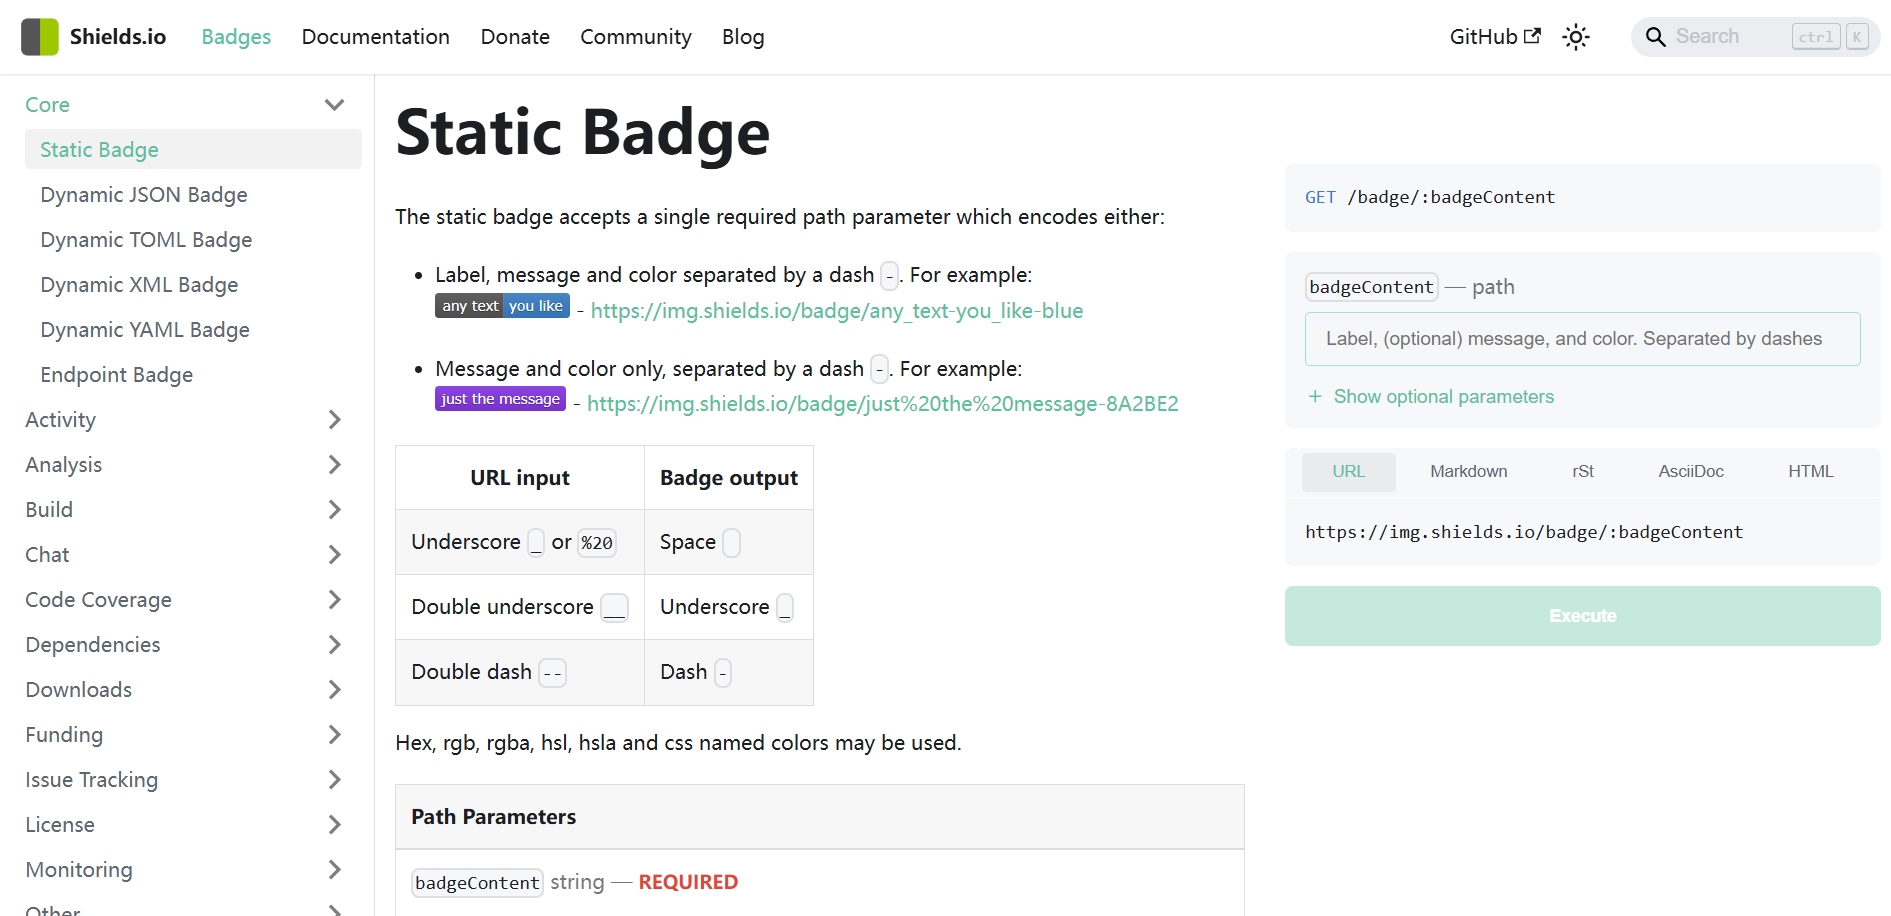 Shields.io Badges Documentation Donate Community Blog GitHub Search ctrl K
Core
Static Badge
Dynamic JSON Badge
Dynamic TOML Badge
Dynamic XML Badge
Dynamic YAML Badge
Endpoint Badge
Activity
Analysis
Build
Chat
Code Coverage
Dependencies
Downloads
Funding
Issue Tracking
License
Monitoring
Other
Static Badge
The static badge accepts a single required path parameter which encodes either:
• Label, message and color separated by a dash -. For example:
any text you like - https://img.shields.io/badge/any_text-you_like-blue
• Message and color only, separated by a dash -. For example:
just the message - https://img.shields.io/badge/just%20the%20message-8A2BE2
URL input Badge output
Underscore _ or %20 Space
Double underscore __ Underscore _
Double dash -- Dash -
Hex, rgb, rgba, hsl, hsla and css named colors may be used.
Path Parameters
badgeContent string — REQUIRED
GET /badge/:badgeContent
badgeContent — path
Label, (optional) message, and color. Separated by dashes
+ Show optional parameters
URL Markdown rSt AsciiDoc HTML
https://img.shields.io/badge/:badgeContent
Execute